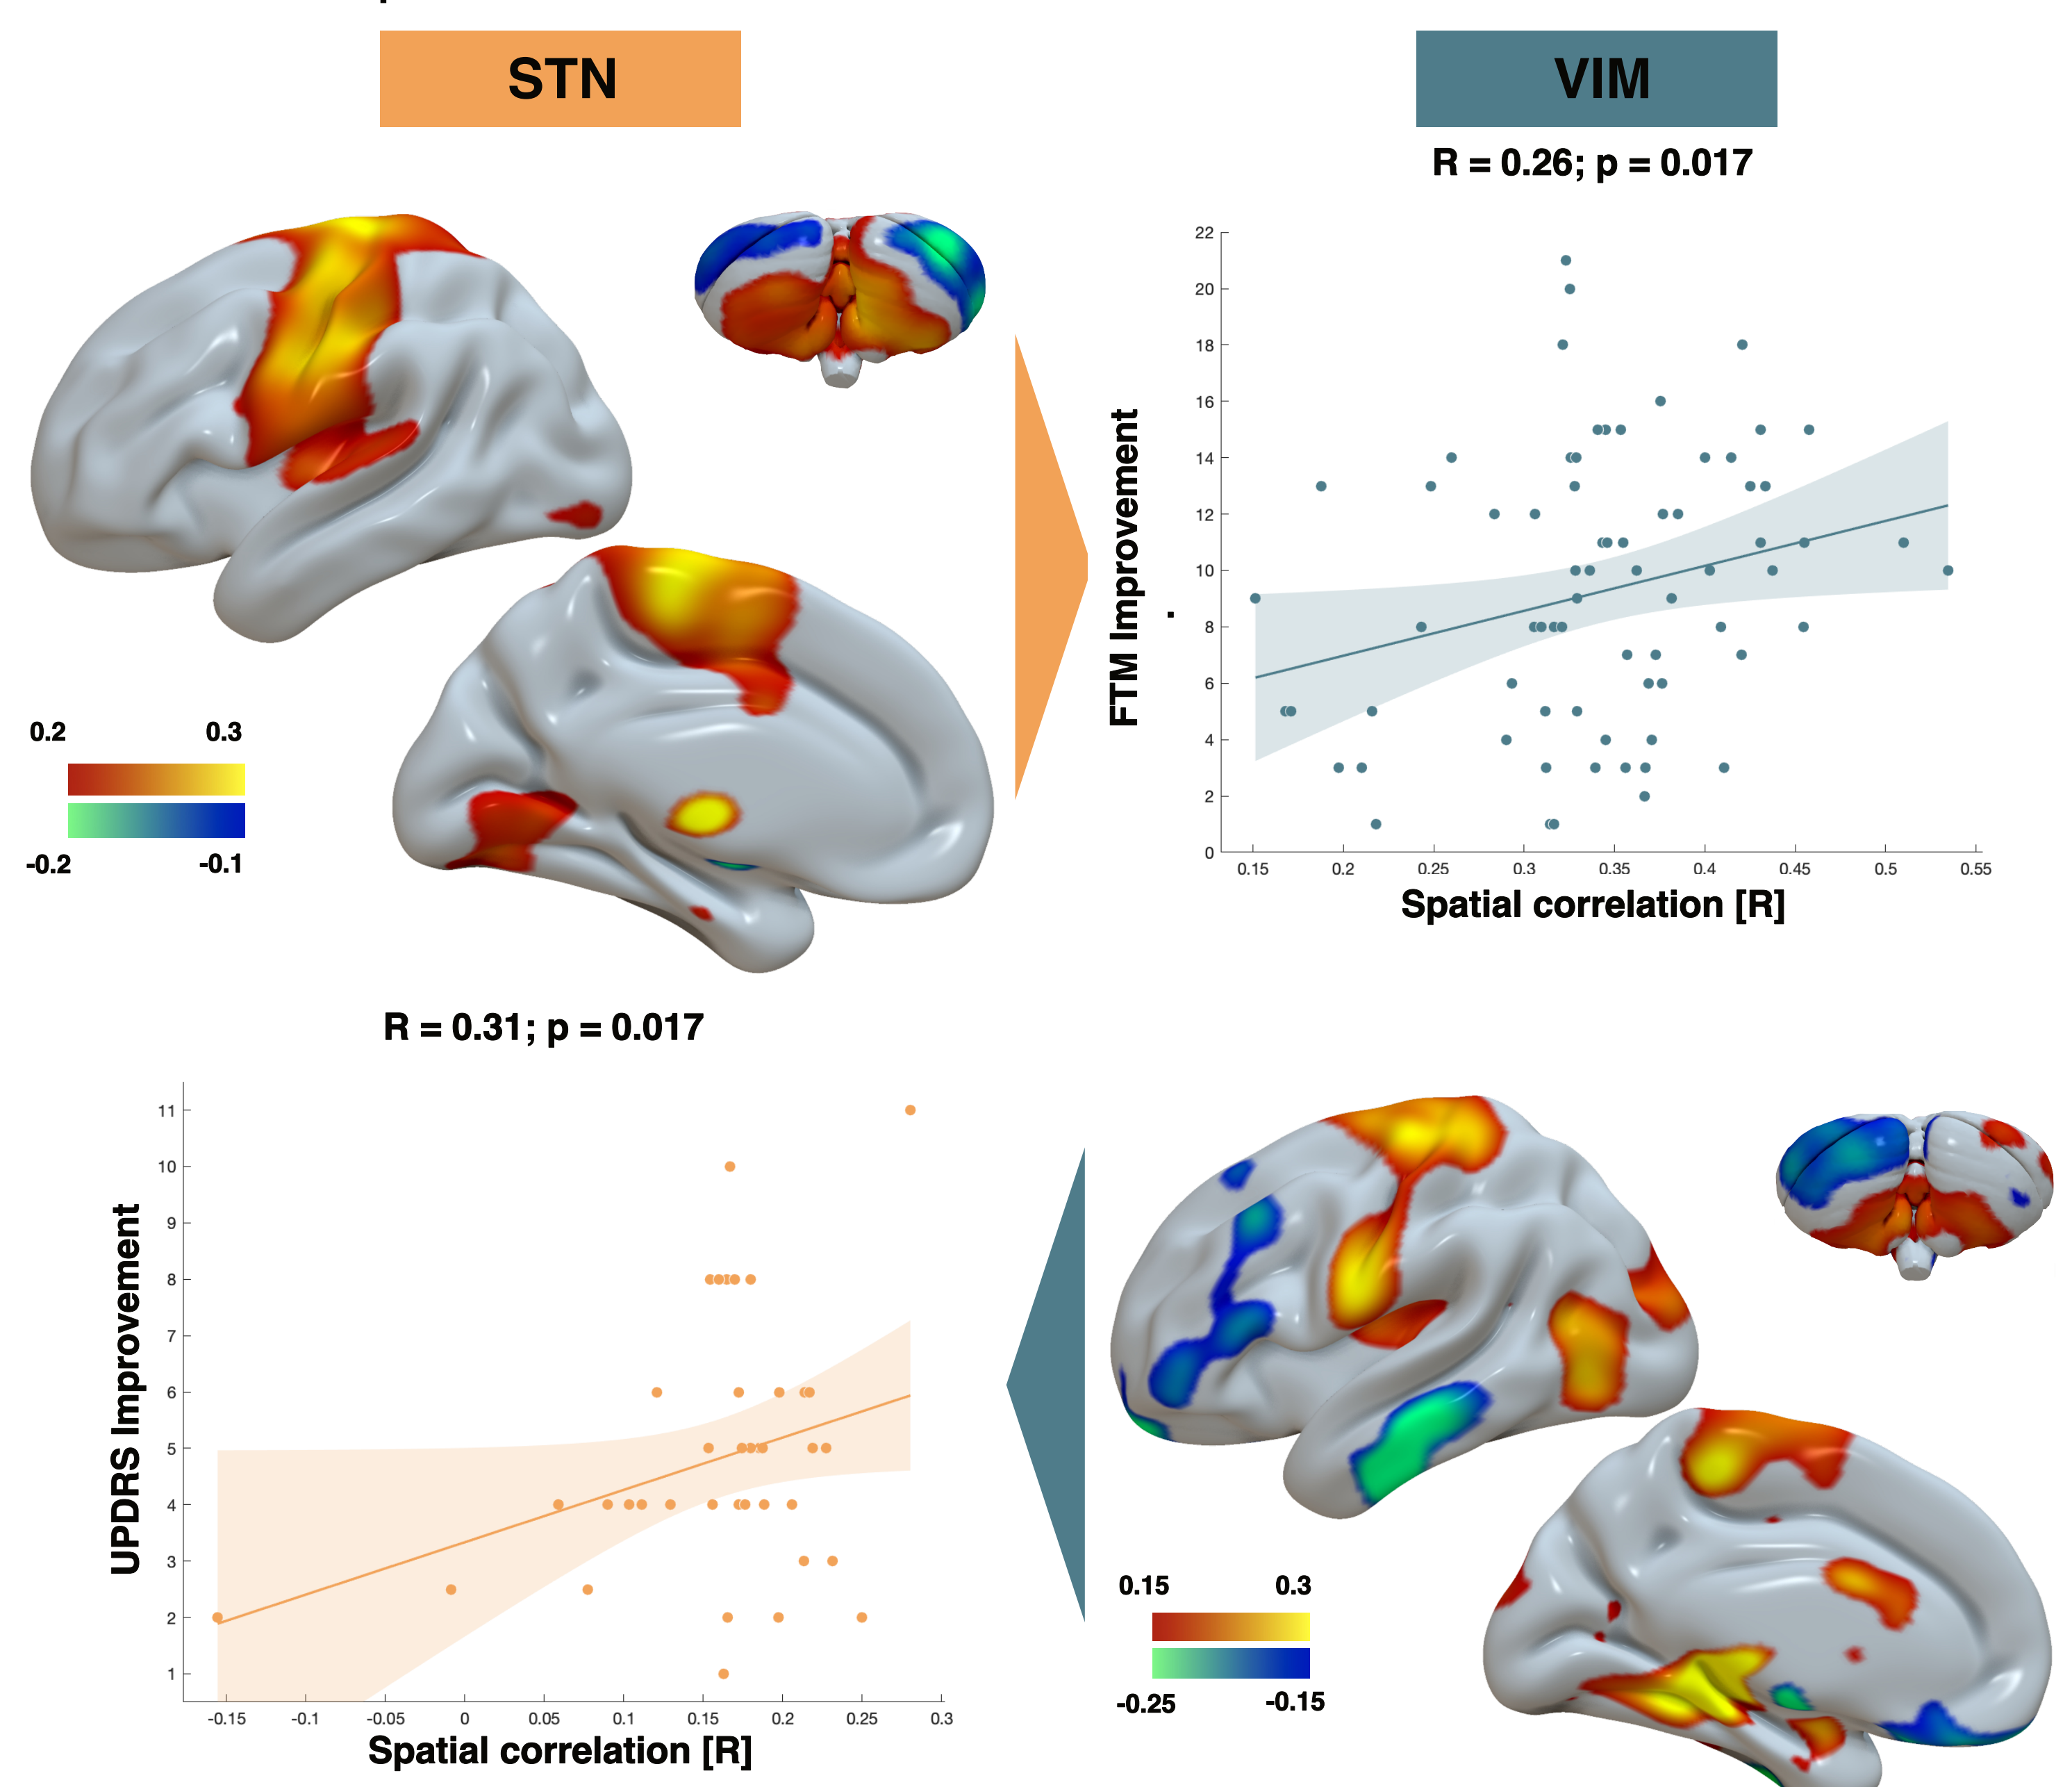 STN
VIM
R = 0.26; p = 0.017
0.2 0.3
-0.2 -0.1
FTM Improvement
22
20
18
16
14
12
10
8
6
4
2
0
0.15 0.2 0.25 0.3 0.35 0.4 0.45 0.5 0.55
Spatial correlation [R]
R = 0.31; p = 0.017
UPDRS Improvement
11
10
9
8
7
6
5
4
3
2
1
-0.15 -0.1 -0.05 0 0.05 0.1 0.15 0.2 0.25 0.3
Spatial correlation [R]
0.15 0.3
-0.25 -0.15